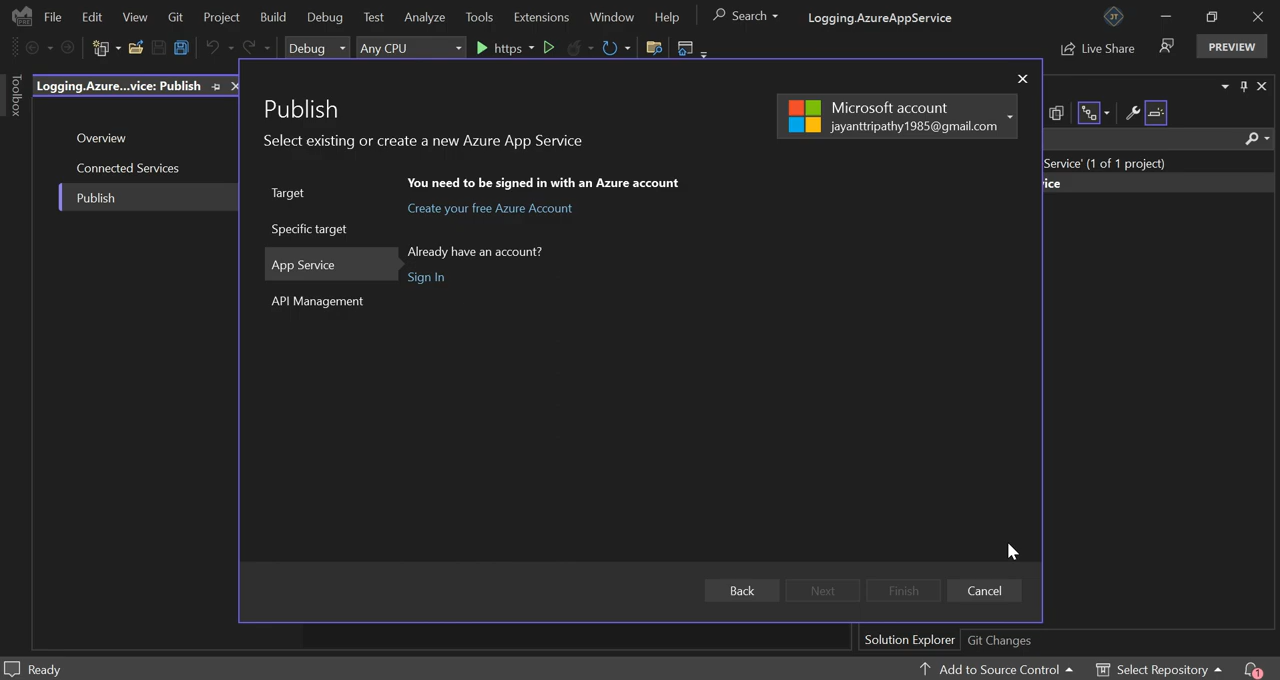 File Edit View Git Project Build Debug Test Analyze Tools Extensions Window Help Search Logging.AzureAppService JT
PRE
Debug Any CPU https Live Share PREVIEW
Toolbox
Logging.Azure...vice: Publish
Overview
Connected Services
Publish
Publish
Select existing or create a new Azure App Service
Microsoft account
jayanttripathy1985@gmail.com
Target
Specific target
App Service
API Management
You need to be signed in with an Azure account
Create your free Azure Account
Already have an account?
Sign In
Back Next Finish Cancel
Service' (1 of 1 project)
ice
Solution Explorer Git Changes
Ready Add to Source Control Select Repository 1